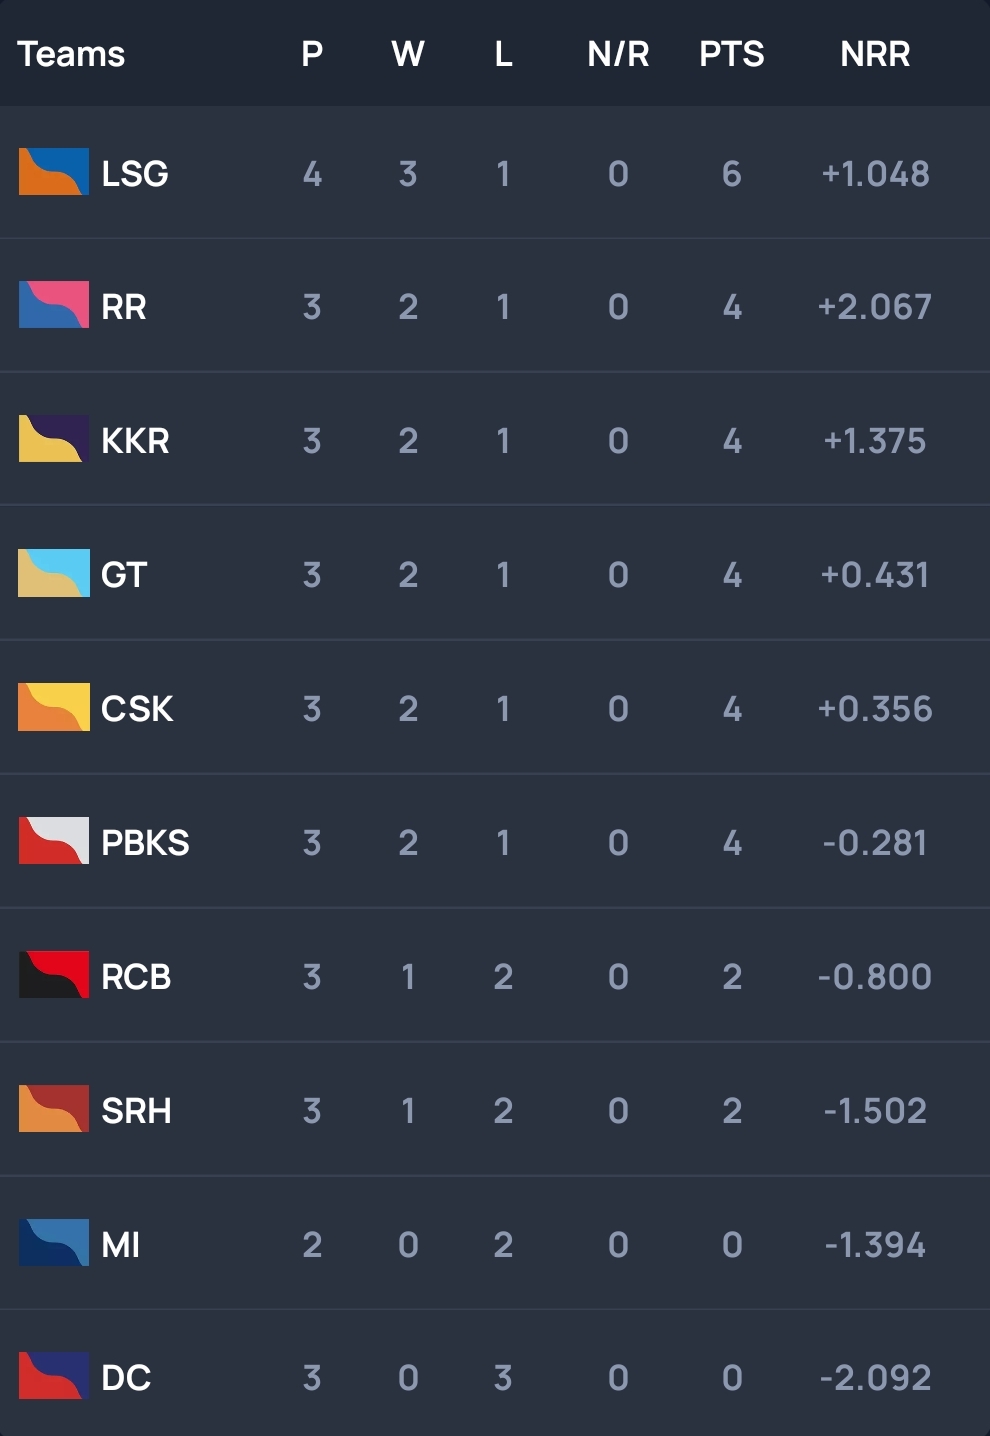 Teams P W L N/R PTS NRR
LSG 4 3 1 0 6 +1.048
RR 3 2 1 0 4 +2.067
KKR 3 2 1 0 4 +1.375
GT 3 2 1 0 4 +0.431
CSK 3 2 1 0 4 +0.356
PBKS 3 2 1 0 4 -0.281
RCB 3 1 2 0 2 -0.800
SRH 3 1 2 0 2 -1.502
MI 2 0 2 0 0 -1.394
DC 3 0 3 0 0 -2.092